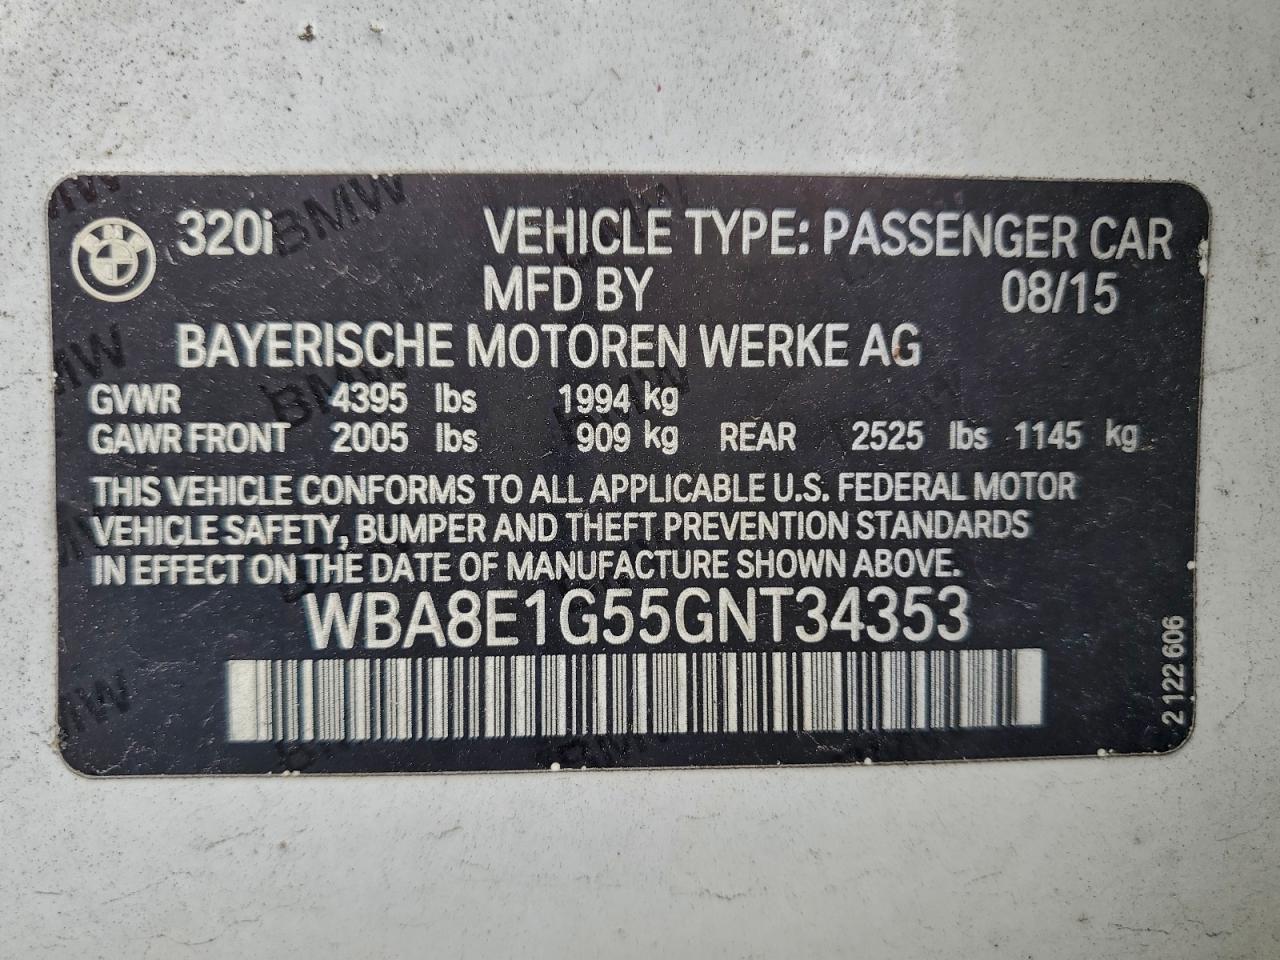 320i VEHICLE TYPE: PASSENGER CAR
MFD BY 08/15
BAYERISCHE MOTOREN WERKE AG
GVWR 4395 lbs 1994 kg
GAWR FRONT 2005 lbs 909 kg REAR 2525 lbs 1145 kg
THIS VEHICLE CONFORMS TO ALL APPLICABLE U.S. FEDERAL MOTOR
VEHICLE SAFETY, BUMPER AND THEFT PREVENTION STANDARDS
IN EFFECT ON THE DATE OF MANUFACTURE SHOWN ABOVE.
WBA8E1G55GNT34353
2 122 606